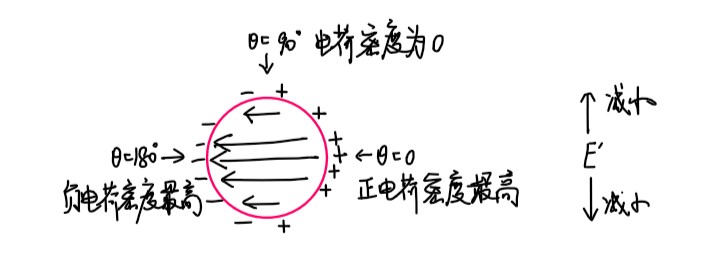 θ=90° 电荷密度为0
↓
减小
↑
θ=180°→
←θ=0
E'
负电荷密度最高
正电荷密度最高
↓减小